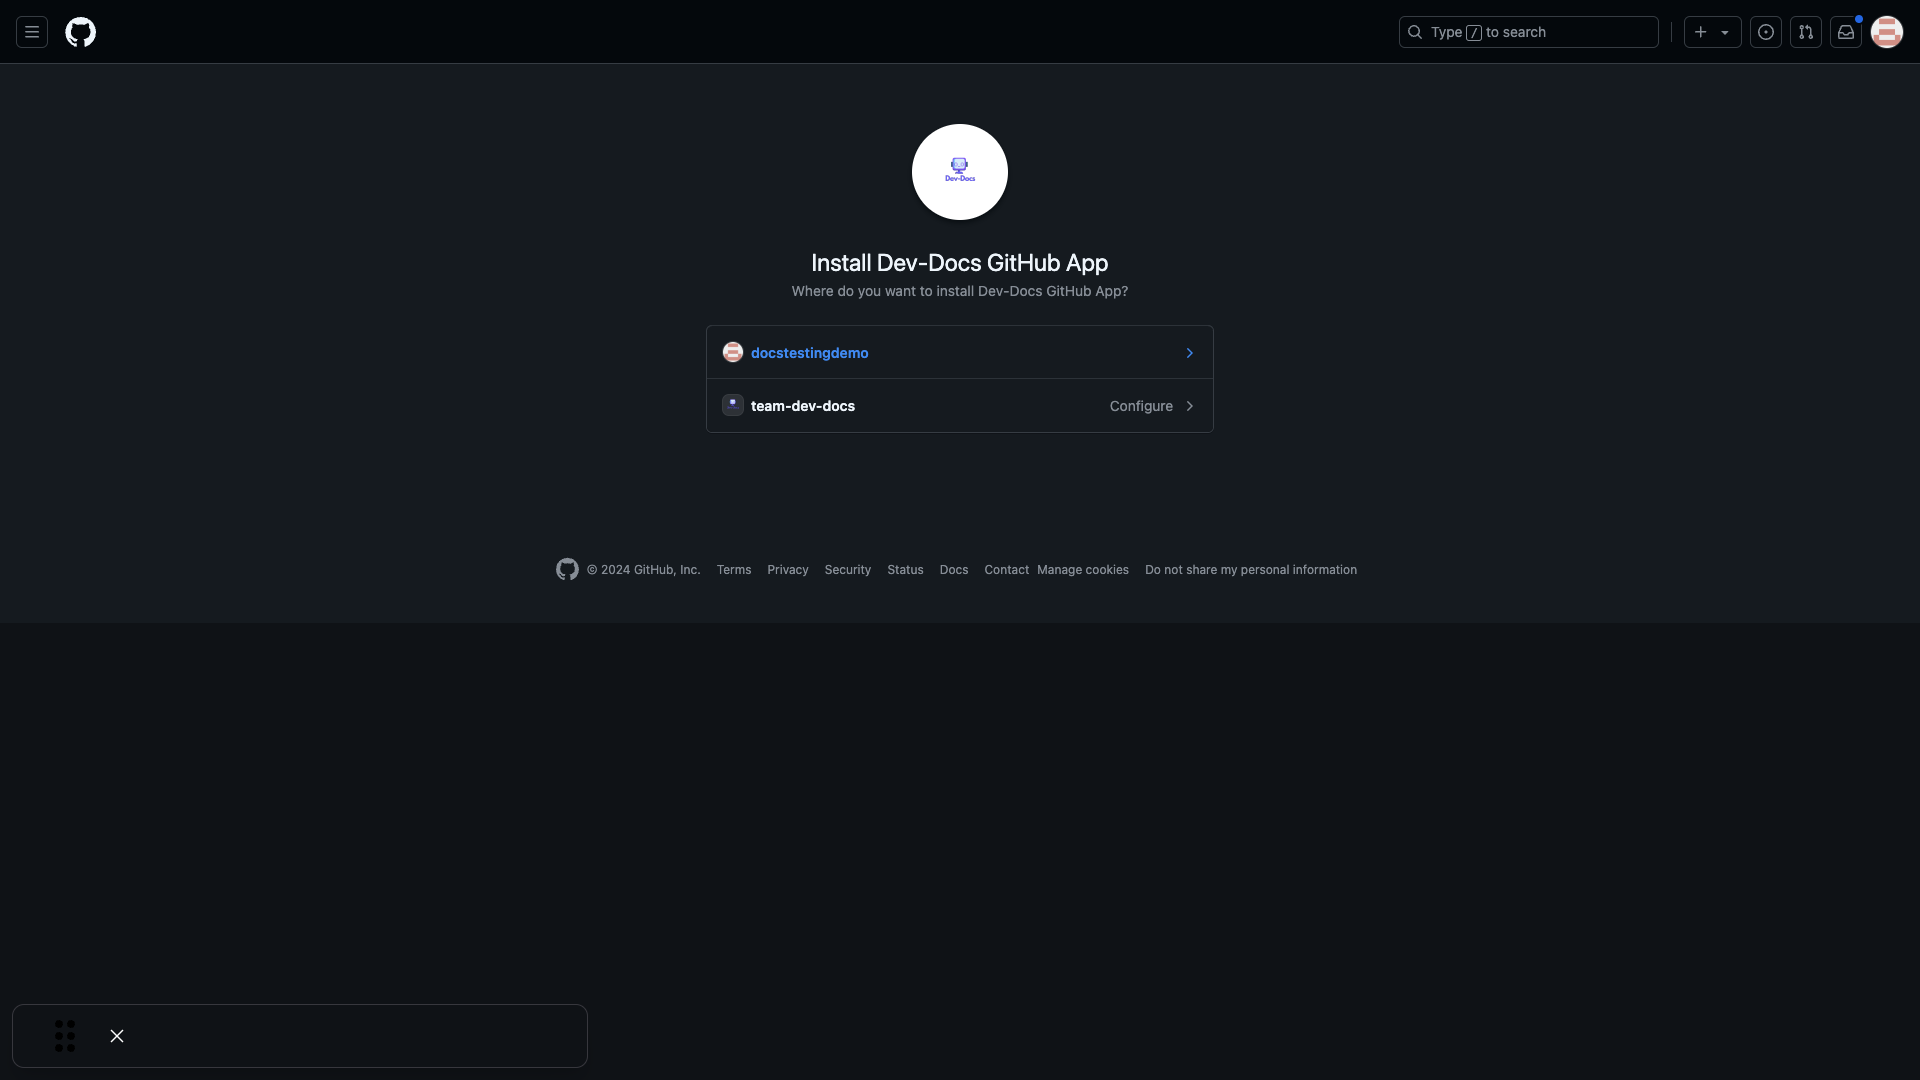 Type / to search
Dev-Docs
Install Dev-Docs GitHub App
Where do you want to install Dev-Docs GitHub App?
docstestingdemo
team-dev-docs Configure
© 2024 GitHub, Inc. Terms Privacy Security Status Docs Contact Manage cookies Do not share my personal information